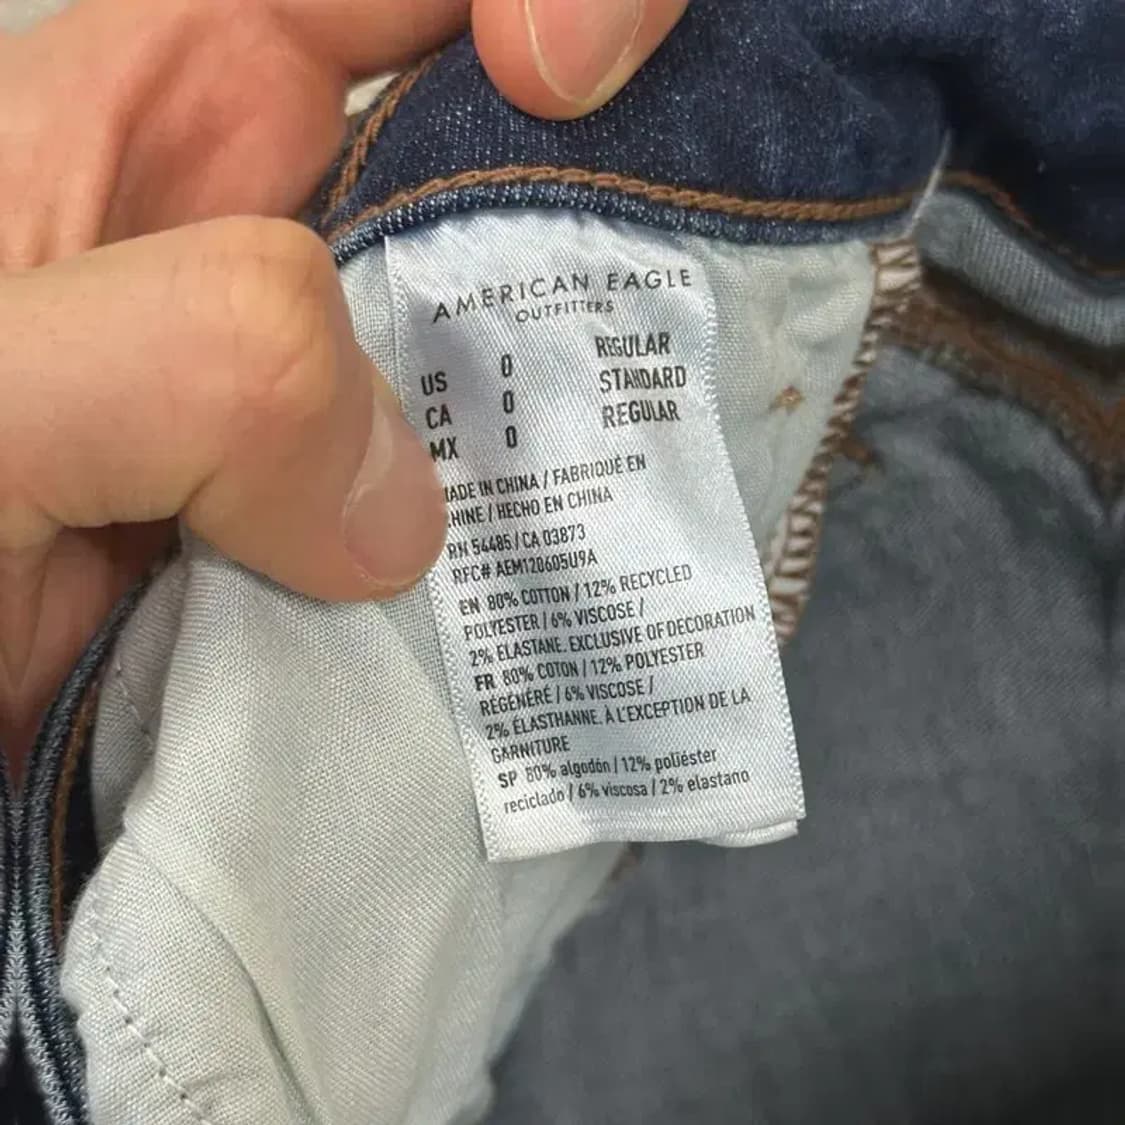 AMERICAN EAGLE
OUTFITTERS
US 0 REGULAR
CA 0 STANDARD
MX 0 REGULAR
ADE IN CHINA / FABRIQUÉ EN
HINE / HECHO EN CHINA
RN 54485 / CA 03873
RFC# AEM120605U9A
EN 80% COTTON / 12% RECYCLED
POLYESTER / 6% VISCOSE /
2% ELASTANE. EXCLUSIVE OF DECORATION
FR 80% COTON / 12% POLYESTER
RÉGÉNÉRÉ / 6% VISCOSE /
2% ÉLASTHANNE. À L'EXCEPTION DE LA
GARNITURE
SP 80% algodón / 12% poliéster
reciclado / 6% viscosa / 2% elastano